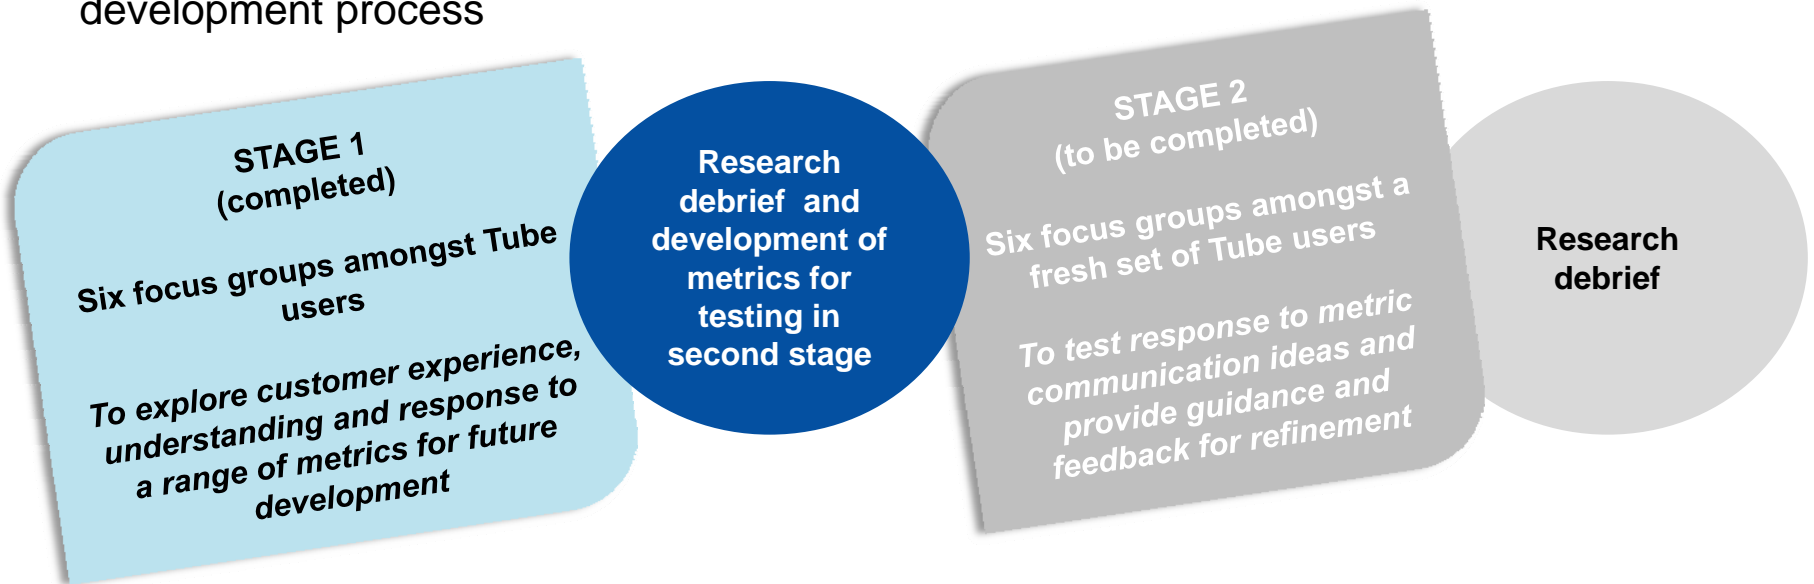 development process
STAGE 1
(completed)
Six focus groups amongst Tube
users
To explore customer experience,
understanding and response to
a range of metrics for future
development
Research
debrief and
development of
metrics for
testing in
second stage
STAGE 2
(to be completed)
Six focus groups amongst a
fresh set of Tube users
To test response to metric
communication ideas and
provide guidance and
feedback for refinement
Research
debrief